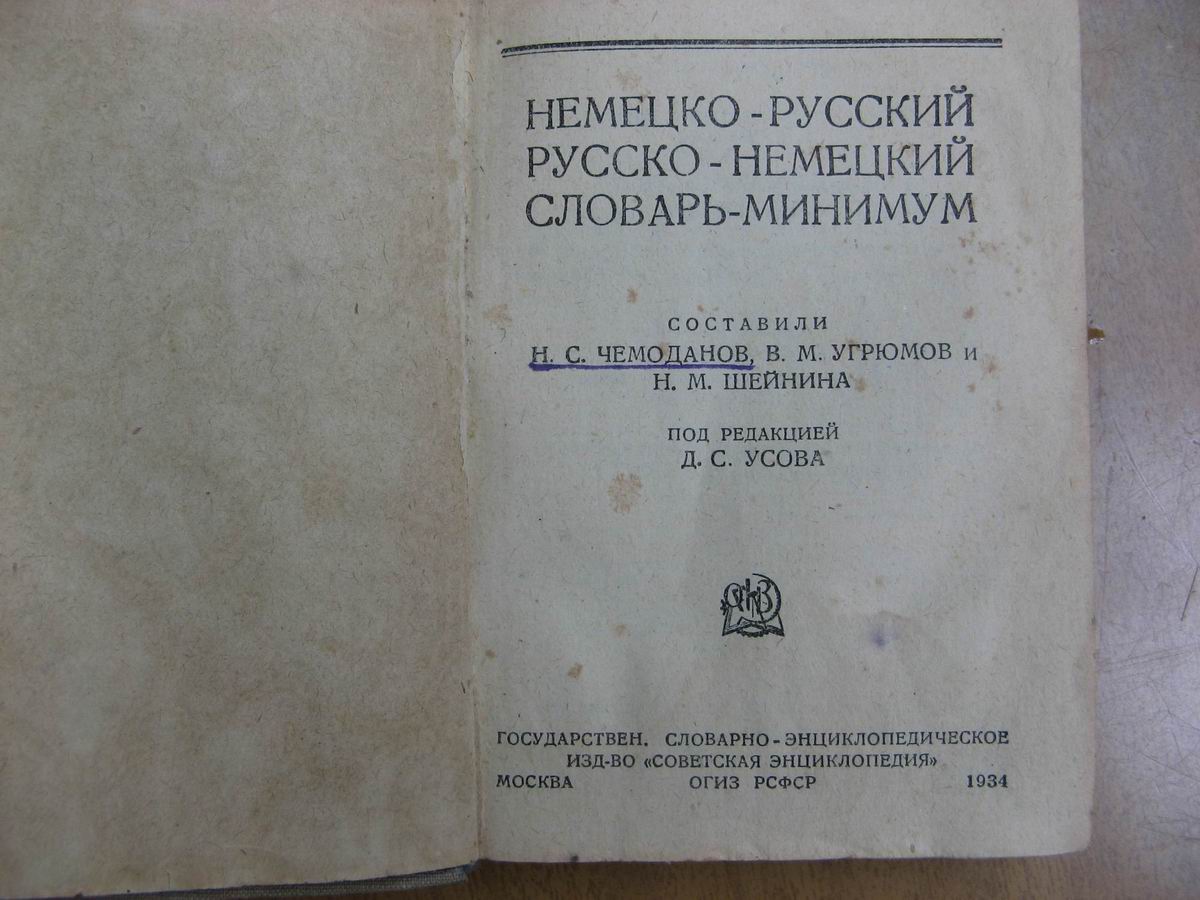 НЕМЕЦКО-РУССКИЙ
РУССКО-НЕМЕЦКИЙ
СЛОВАРЬ-МИНИМУМ
СОСТАВИЛИ
Н. С. ЧЕМОДАНОВ, В. М. УГРЮМОВ и
Н. М. ШЕЙНИНА
ПОД РЕДАКЦИЕЙ
Д. С. УСОВА
ГОСУДАРСТВЕН. СЛОВАРНО-ЭНЦИКЛОПЕДИЧЕСКОЕ
ИЗД-ВО «СОВЕТСКАЯ ЭНЦИКЛОПЕДИЯ»
МОСКВА ОГИЗ РСФСР 1934